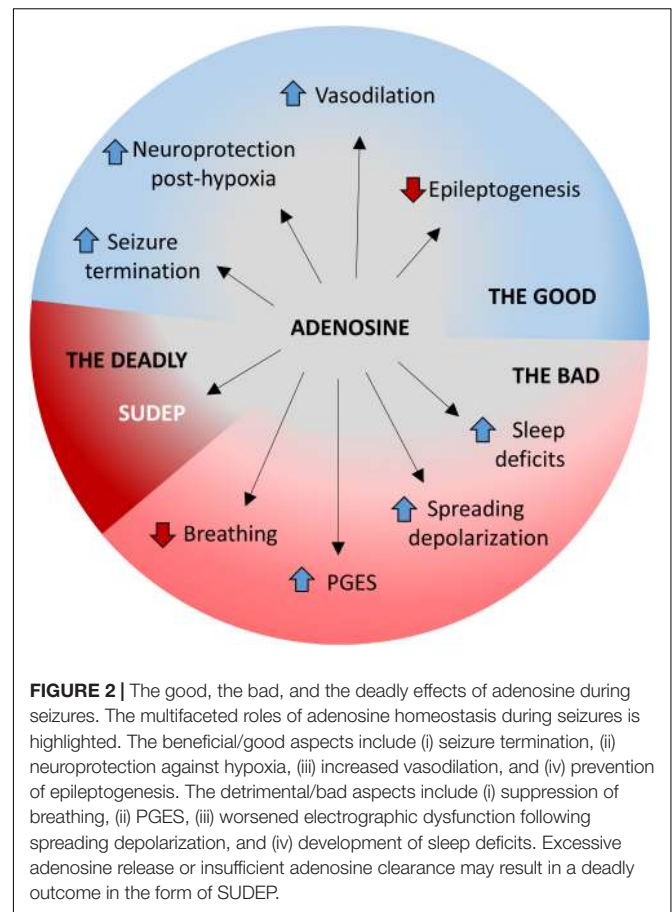 Vasodilation
Neuroprotection
post-hypoxia
Epileptogenesis
Seizure
termination
THE GOOD
ADENOSINE
THE DEADLY
THE BAD
SUDEP
Sleep
deficits
Spreading
depolarization
Breathing
PGES
FIGURE 2 | The good, the bad, and the deadly effects of adenosine during
seizures. The multifaceted roles of adenosine homeostasis during seizures is
highlighted. The beneficial/good aspects include (i) seizure termination, (ii)
neuroprotection against hypoxia, (iii) increased vasodilation, and (iv) prevention
of epileptogenesis. The detrimental/bad aspects include (i) suppression of
breathing, (ii) PGES, (iii) worsened electrographic dysfunction following
spreading depolarization, and (iv) development of sleep deficits. Excessive
adenosine release or insufficient adenosine clearance may result in a deadly
outcome in the form of SUDEP.